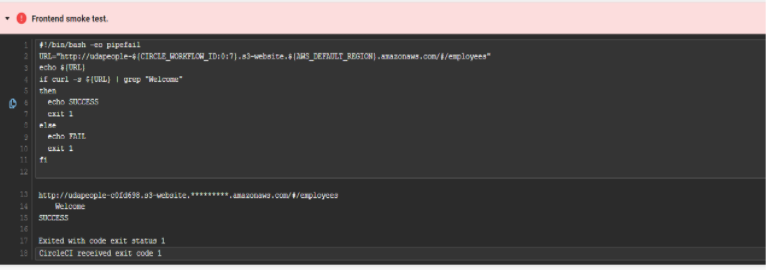 Frontend smoke test.
1 #!/bin/bash -eo pipefail
2 URL="http://udapeople-${CIRCLE_WORKFLOW_ID:0:7}.s3-website.${AWS_DEFAULT_REGION}.amazonaws.com/#/employees"
3 echo ${URL}
4 if curl -s ${URL} | grep "Welcome"
5 then
6 echo SUCCESS
7 exit 1
8 else
9 echo FAIL
10 exit 1
11 fi
12
13 http://udapeople-c0fd698.s3-website.*********.amazonaws.com/#/employees
14 Welcome
15 SUCCESS
16
17 Exited with code exit status 1
18 CircleCI received exit code 1